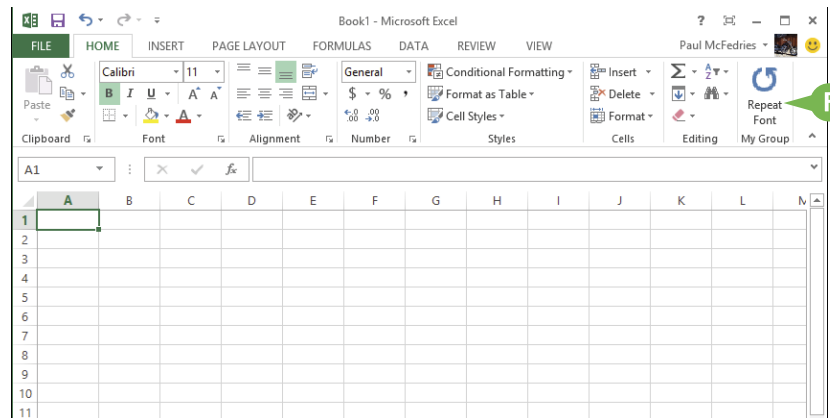 Book1 - Microsoft Excel ?
FILE HOME INSERT PAGE LAYOUT FORMULAS DATA REVIEW VIEW Paul McFedries
Calibri 11 General Conditional Formatting Insert
Paste B I U A A $ % , Format as Table Delete Repeat
A .00 Cell Styles Format Font
Clipboard Font Alignment Number Styles Cells Editing My Group
A1 fx
A B C D E F G H I J K L
1
2
3
4
5
6
7
8
9
10
11